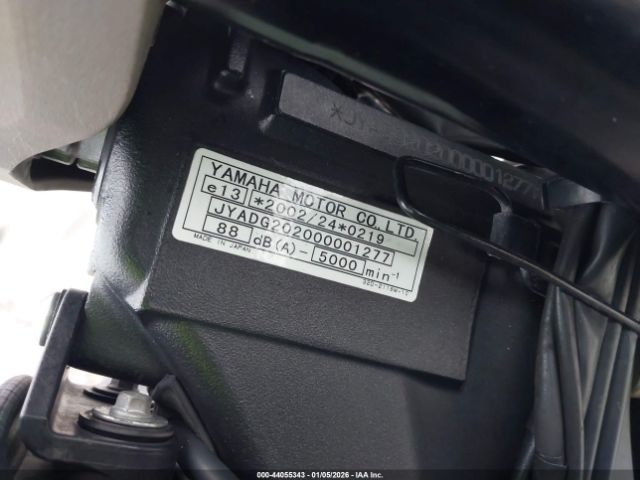 YAMAHA MOTOR CO.,LTD.
e13 *2002/24*0219
JYADG202000001277
88 dB(A)- 5000 min⁻¹
MADE IN JAPAN
000-44055343 - 01/05/2026 - IAA Inc.